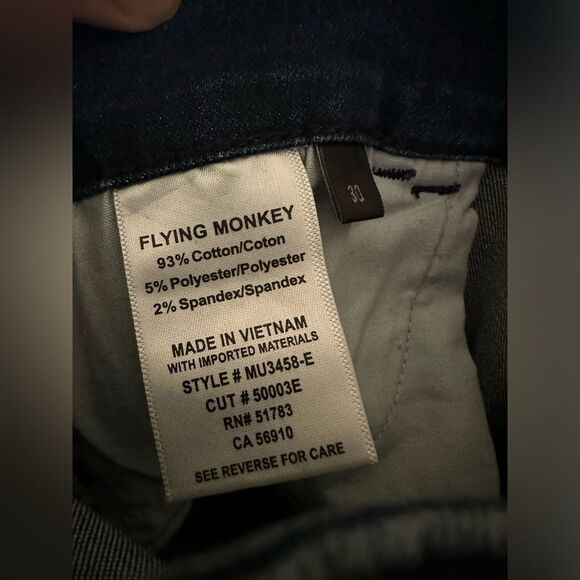 FLYING MONKEY
93% Cotton/Coton
5% Polyester/Polyester
2% Spandex/Spandex
MADE IN VIETNAM
WITH IMPORTED MATERIALS
STYLE # MU3458-E
CUT # 50003E
RN# 51783
CA 56910
SEE REVERSE FOR CARE
30